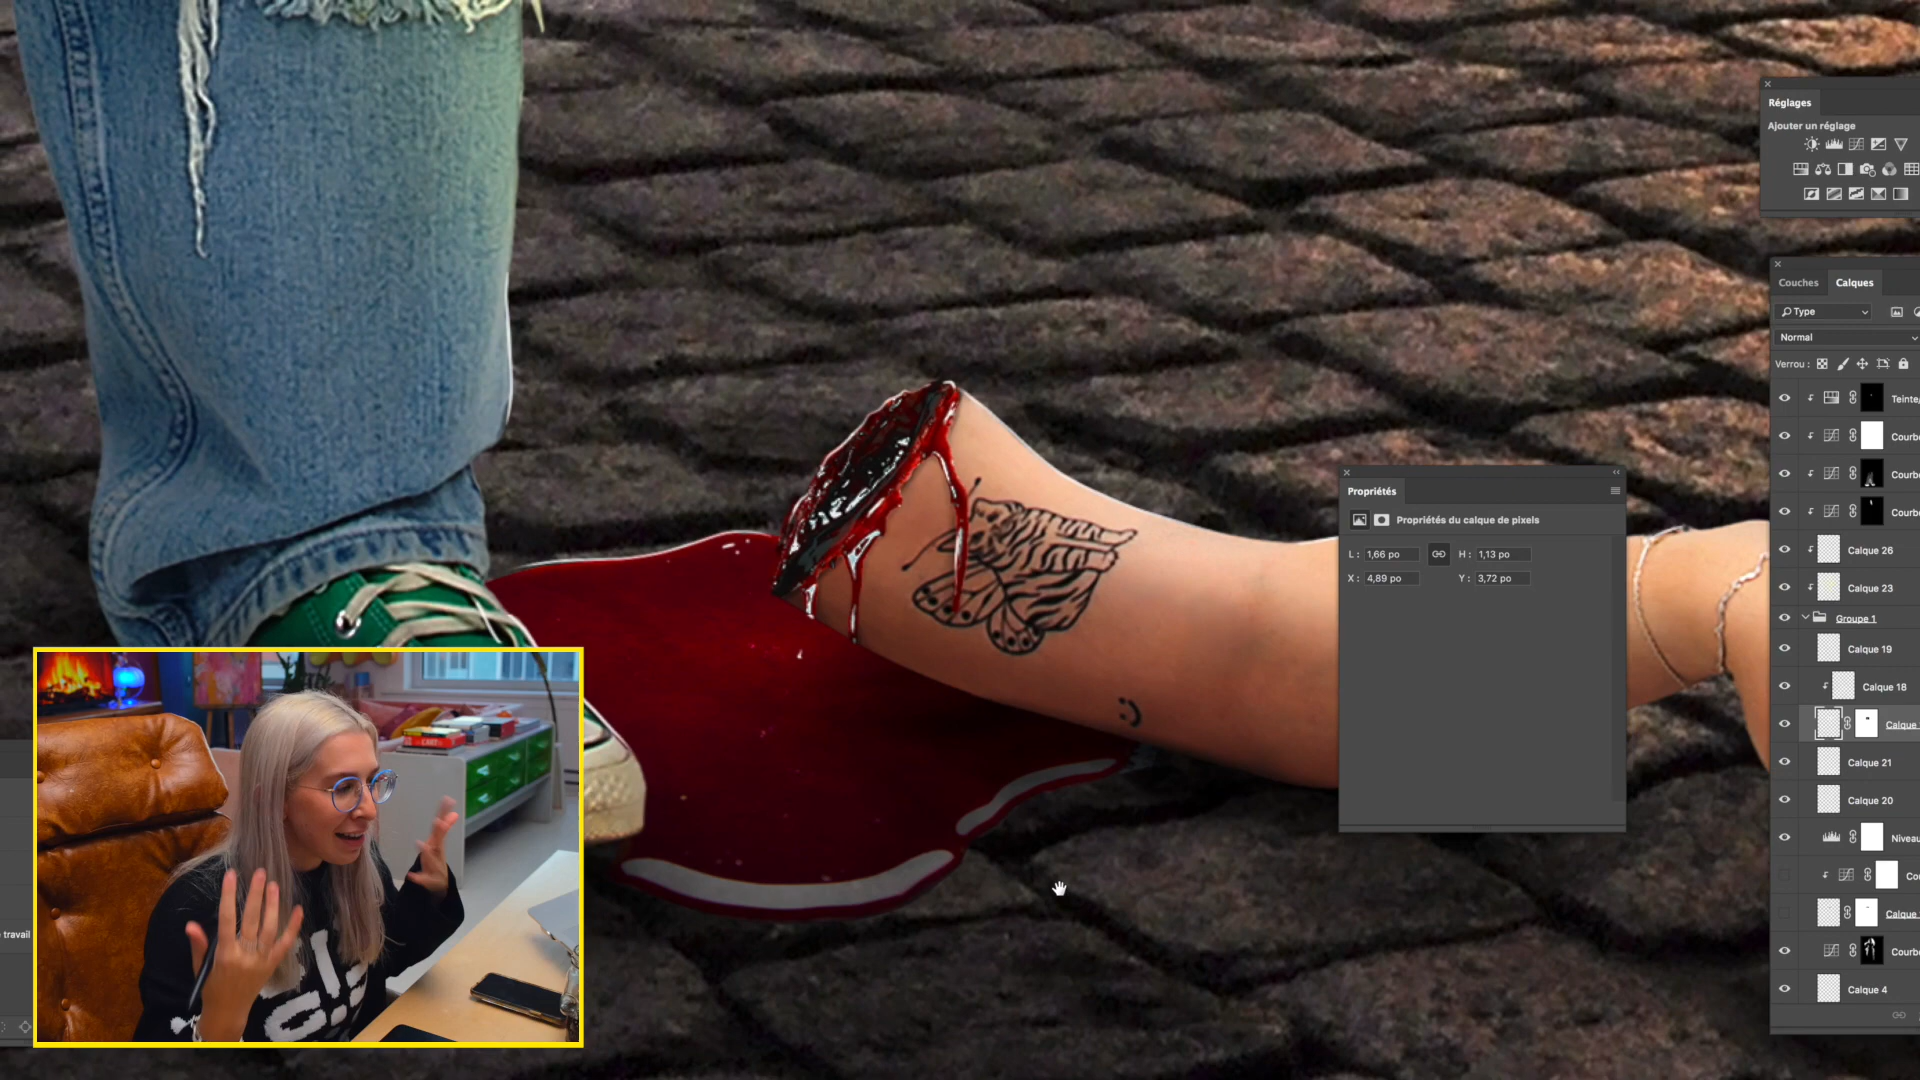 Réglages
Ajouter un réglage
Couches Calques
Type
Normal
Verrou :
Teinte
Courb
Courb
Courb
Calque 26
Calque 23
Groupe 1
Calque 19
Calque 18
Calque
Calque 21
Calque 20
Niveau
Cou
Calque
Courb
Calque 4
Propriétés
Propriétés du calque de pixels
L : 1,66 po H : 1,13 po
X : 4,89 po Y : 3,72 po
travail